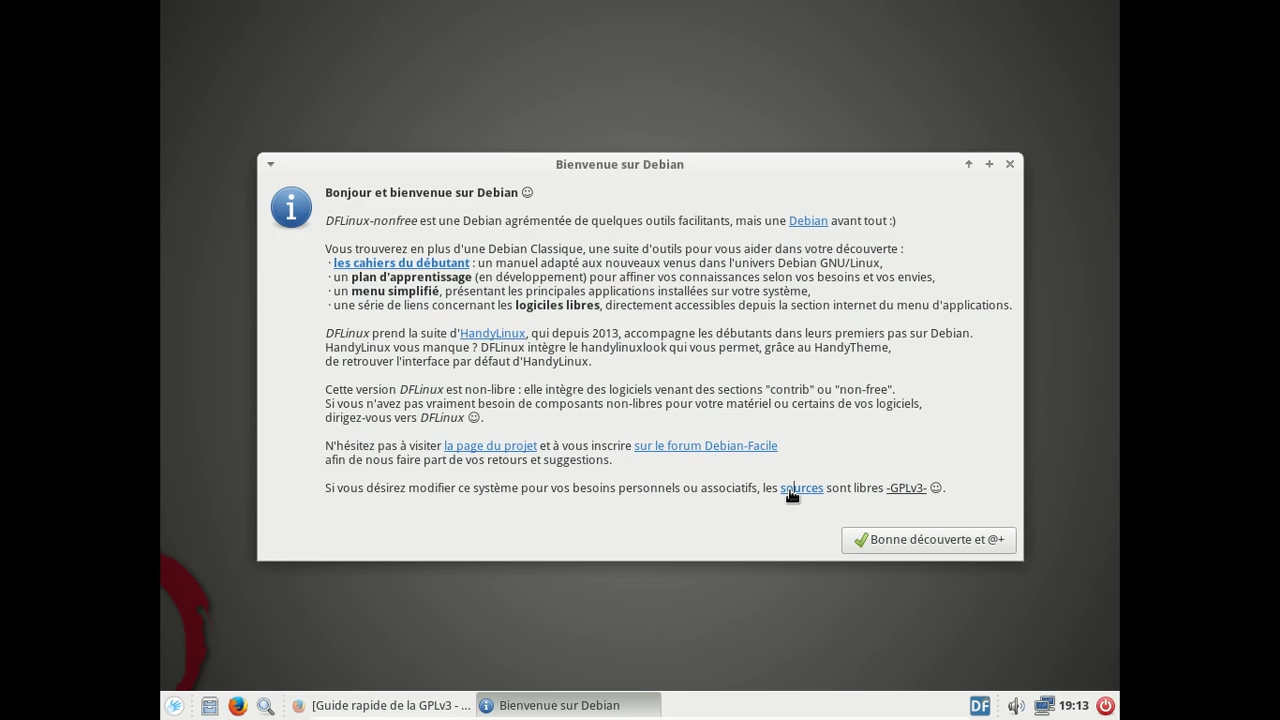 Bienvenue sur Debian
Bonjour et bienvenue sur Debian ☺
DFLinux-nonfree est une Debian agrémentée de quelques outils facilitants, mais une Debian avant tout :)
Vous trouverez en plus d'une Debian Classique, une suite d'outils pour vous aider dans votre découverte :
· les cahiers du débutant : un manuel adapté aux nouveaux venus dans l'univers Debian GNU/Linux,
· un plan d'apprentissage (en développement) pour affiner vos connaissances selon vos besoins et vos envies,
· un menu simplifié, présentant les principales applications installées sur votre système,
· une série de liens concernant les logiciles libres, directement accessibles depuis la section internet du menu d'applications.
DFLinux prend la suite d'HandyLinux, qui depuis 2013, accompagne les débutants dans leurs premiers pas sur Debian.
HandyLinux vous manque ? DFLinux intègre le handylinuxlook qui vous permet, grâce au HandyTheme,
de retrouver l'interface par défaut d'HandyLinux.
Cette version DFLinux est non-libre : elle intègre des logiciels venant des sections "contrib" ou "non-free".
Si vous n'avez pas vraiment besoin de composants non-libres pour votre matériel ou certains de vos logiciels,
dirigez-vous vers DFLinux ☺.
N'hésitez pas à visiter la page du projet et à vous inscrire sur le forum Debian-Facile
afin de nous faire part de vos retours et suggestions.
Si vous désirez modifier ce système pour vos besoins personnels ou associatifs, les sources sont libres -GPLv3- ☺.
Bonne découverte et @+
[Guide rapide de la GPLv3 - ...
Bienvenue sur Debian
DF
19:13